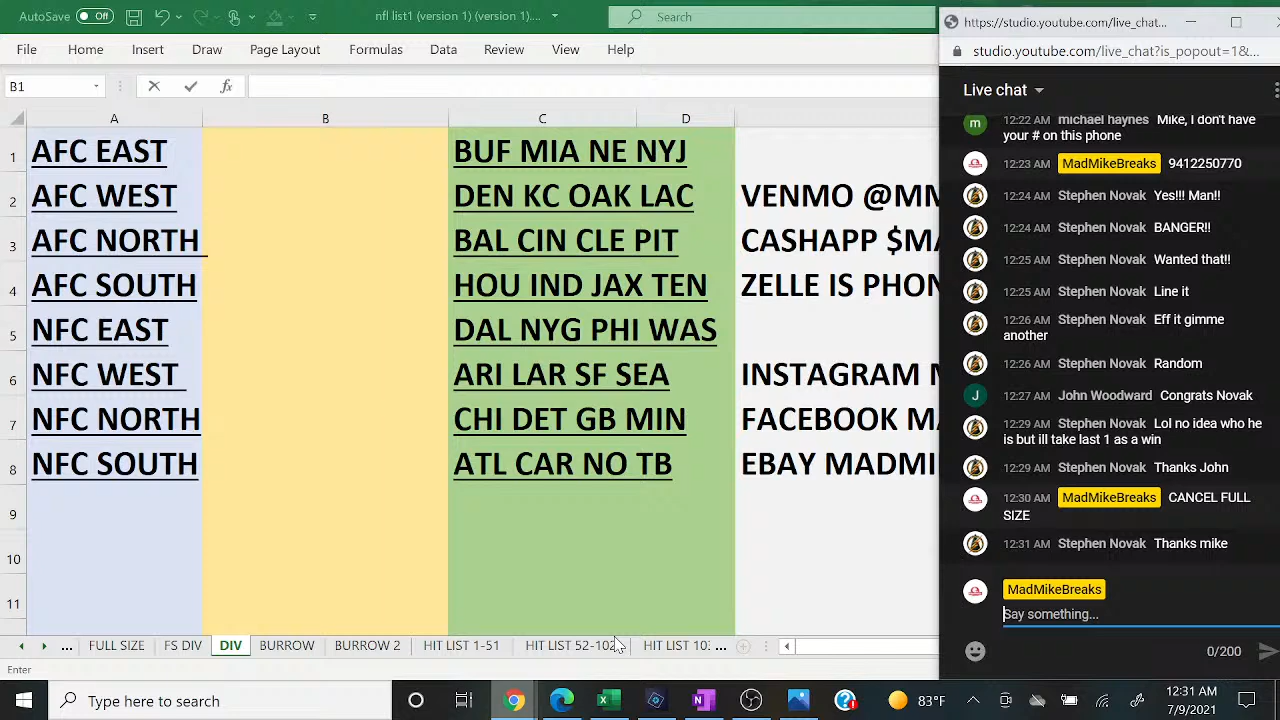 AutoSave Off
nfl list1 (version 1) (version 1)....
Search
File Home Insert Draw Page Layout Formulas Data Review View Help
B1
fx
A B C D
1 AFC EAST BUF MIA NE NYJ
2 AFC WEST DEN KC OAK LAC VENMO @MM
3 AFC NORTH BAL CIN CLE PIT CASHAPP $MA
4 AFC SOUTH HOU IND JAX TEN ZELLE IS PHON
5 NFC EAST DAL NYG PHI WAS
6 NFC WEST ARI LAR SF SEA INSTAGRAM M
7 NFC NORTH CHI DET GB MIN FACEBOOK MA
8 NFC SOUTH ATL CAR NO TB EBAY MADMI
9
10
11
... FULL SIZE FS DIV DIV BURROW BURROW 2 HIT LIST 1-51 HIT LIST 52-102 HIT LIST 10 ...
Enter
https://studio.youtube.com/live_chat...
studio.youtube.com/live_chat?is_popout=1&...
Live chat
m
12:22 AM michael haynes Mike, I don't have
your # on this phone
12:23 AM MadMikeBreaks 9412250770
12:24 AM Stephen Novak Yes!!! Man!!
12:24 AM Stephen Novak BANGER!!
12:25 AM Stephen Novak Wanted that!!
12:25 AM Stephen Novak Line it
12:26 AM Stephen Novak Eff it gimme
another
12:26 AM Stephen Novak Random
J
12:27 AM John Woodward Congrats Novak
12:29 AM Stephen Novak Lol no idea who he
is but ill take last 1 as a win
12:29 AM Stephen Novak Thanks John
12:30 AM MadMikeBreaks CANCEL FULL
SIZE
12:31 AM Stephen Novak Thanks mike
MadMikeBreaks
Say something...
0/200
Type here to search
83°F
12:31 AM
7/9/2021